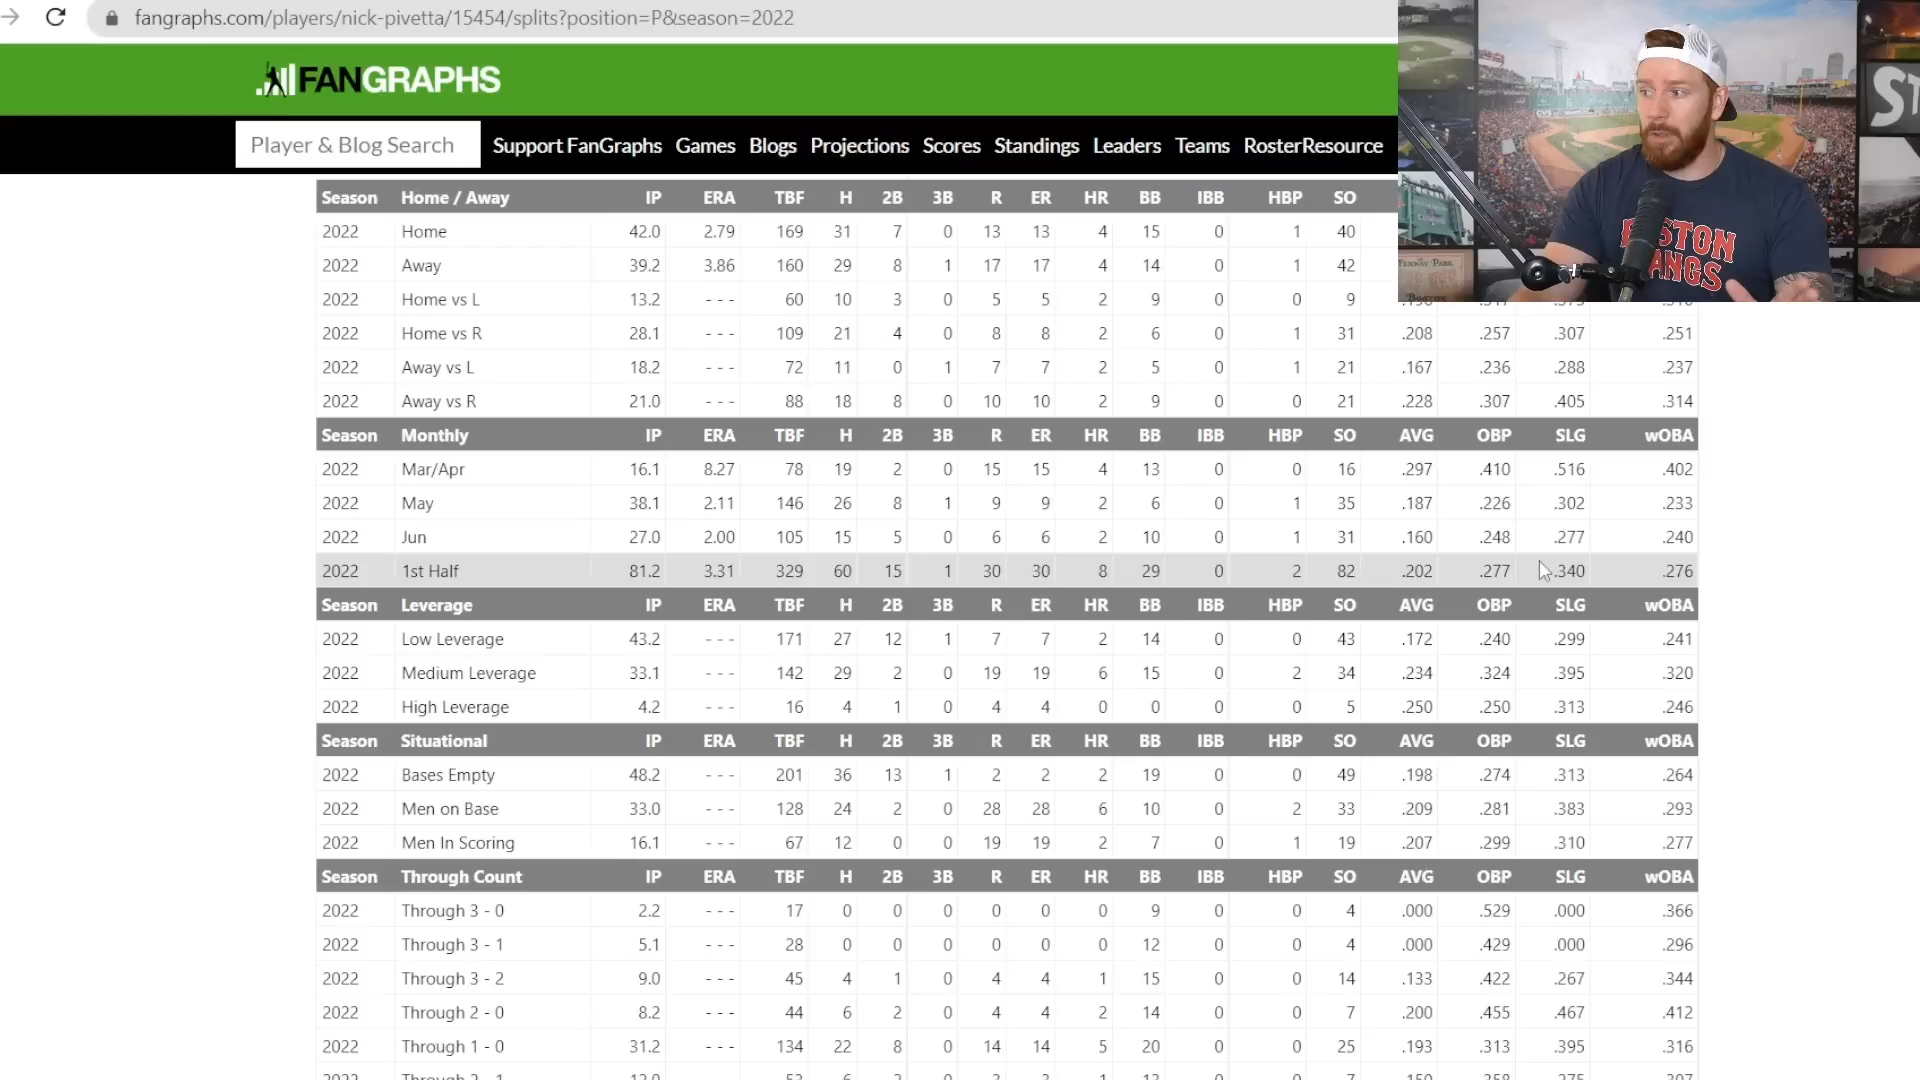 fangraphs.com/players/nick-pivetta/15454/splits?position=P&season=2022
FANGRAPHS
Player & Blog Search Support FanGraphs Games Blogs Projections Scores Standings Leaders Teams RosterResource
Season Home / Away IP ERA TBF H 2B 3B R ER HR BB IBB HBP SO
2022 Home 42.0 2.79 169 31 7 0 13 13 4 15 0 1 40
2022 Away 39.2 3.86 160 29 8 1 17 17 4 14 0 1 42
2022 Home vs L 13.2 - - - 60 10 3 0 5 5 2 9 0 0 9
2022 Home vs R 28.1 - - - 109 21 4 0 8 8 2 6 0 1 31 .208 .257 .307 .251
2022 Away vs L 18.2 - - - 72 11 0 1 7 7 2 5 0 1 21 .167 .236 .288 .237
2022 Away vs R 21.0 - - - 88 18 8 0 10 10 2 9 0 0 21 .228 .307 .405 .314
Season Monthly IP ERA TBF H 2B 3B R ER HR BB IBB HBP SO AVG OBP SLG wOBA
2022 Mar/Apr 16.1 8.27 78 19 2 0 15 15 4 13 0 0 16 .297 .410 .516 .402
2022 May 38.1 2.11 146 26 8 1 9 9 2 6 0 1 35 .187 .226 .302 .233
2022 Jun 27.0 2.00 105 15 5 0 6 6 2 10 0 1 31 .160 .248 .277 .240
2022 1st Half 81.2 3.31 329 60 15 1 30 30 8 29 0 2 82 .202 .277 .340 .276
Season Leverage IP ERA TBF H 2B 3B R ER HR BB IBB HBP SO AVG OBP SLG wOBA
2022 Low Leverage 43.2 - - - 171 27 12 1 7 7 2 14 0 0 43 .172 .240 .299 .241
2022 Medium Leverage 33.1 - - - 142 29 2 0 19 19 6 15 0 2 34 .234 .324 .395 .320
2022 High Leverage 4.2 - - - 16 4 1 0 4 4 0 0 0 0 5 .250 .250 .313 .246
Season Situational IP ERA TBF H 2B 3B R ER HR BB IBB HBP SO AVG OBP SLG wOBA
2022 Bases Empty 48.2 - - - 201 36 13 1 2 2 2 19 0 0 49 .198 .274 .313 .264
2022 Men on Base 33.0 - - - 128 24 2 0 28 28 6 10 0 2 33 .209 .281 .383 .293
2022 Men In Scoring 16.1 - - - 67 12 0 0 19 19 2 7 0 1 19 .207 .299 .310 .277
Season Through Count IP ERA TBF H 2B 3B R ER HR BB IBB HBP SO AVG OBP SLG wOBA
2022 Through 3 - 0 2.2 - - - 17 0 0 0 0 0 0 9 0 0 4 .000 .529 .000 .366
2022 Through 3 - 1 5.1 - - - 28 0 0 0 0 0 0 12 0 0 4 .000 .429 .000 .296
2022 Through 3 - 2 9.0 - - - 45 4 1 0 4 4 1 15 0 0 14 .133 .422 .267 .344
2022 Through 2 - 0 8.2 - - - 44 6 2 0 4 4 2 14 0 0 7 .200 .455 .467 .412
2022 Through 1 - 0 31.2 - - - 134 22 8 0 14 14 5 20 0 0 25 .193 .313 .395 .316